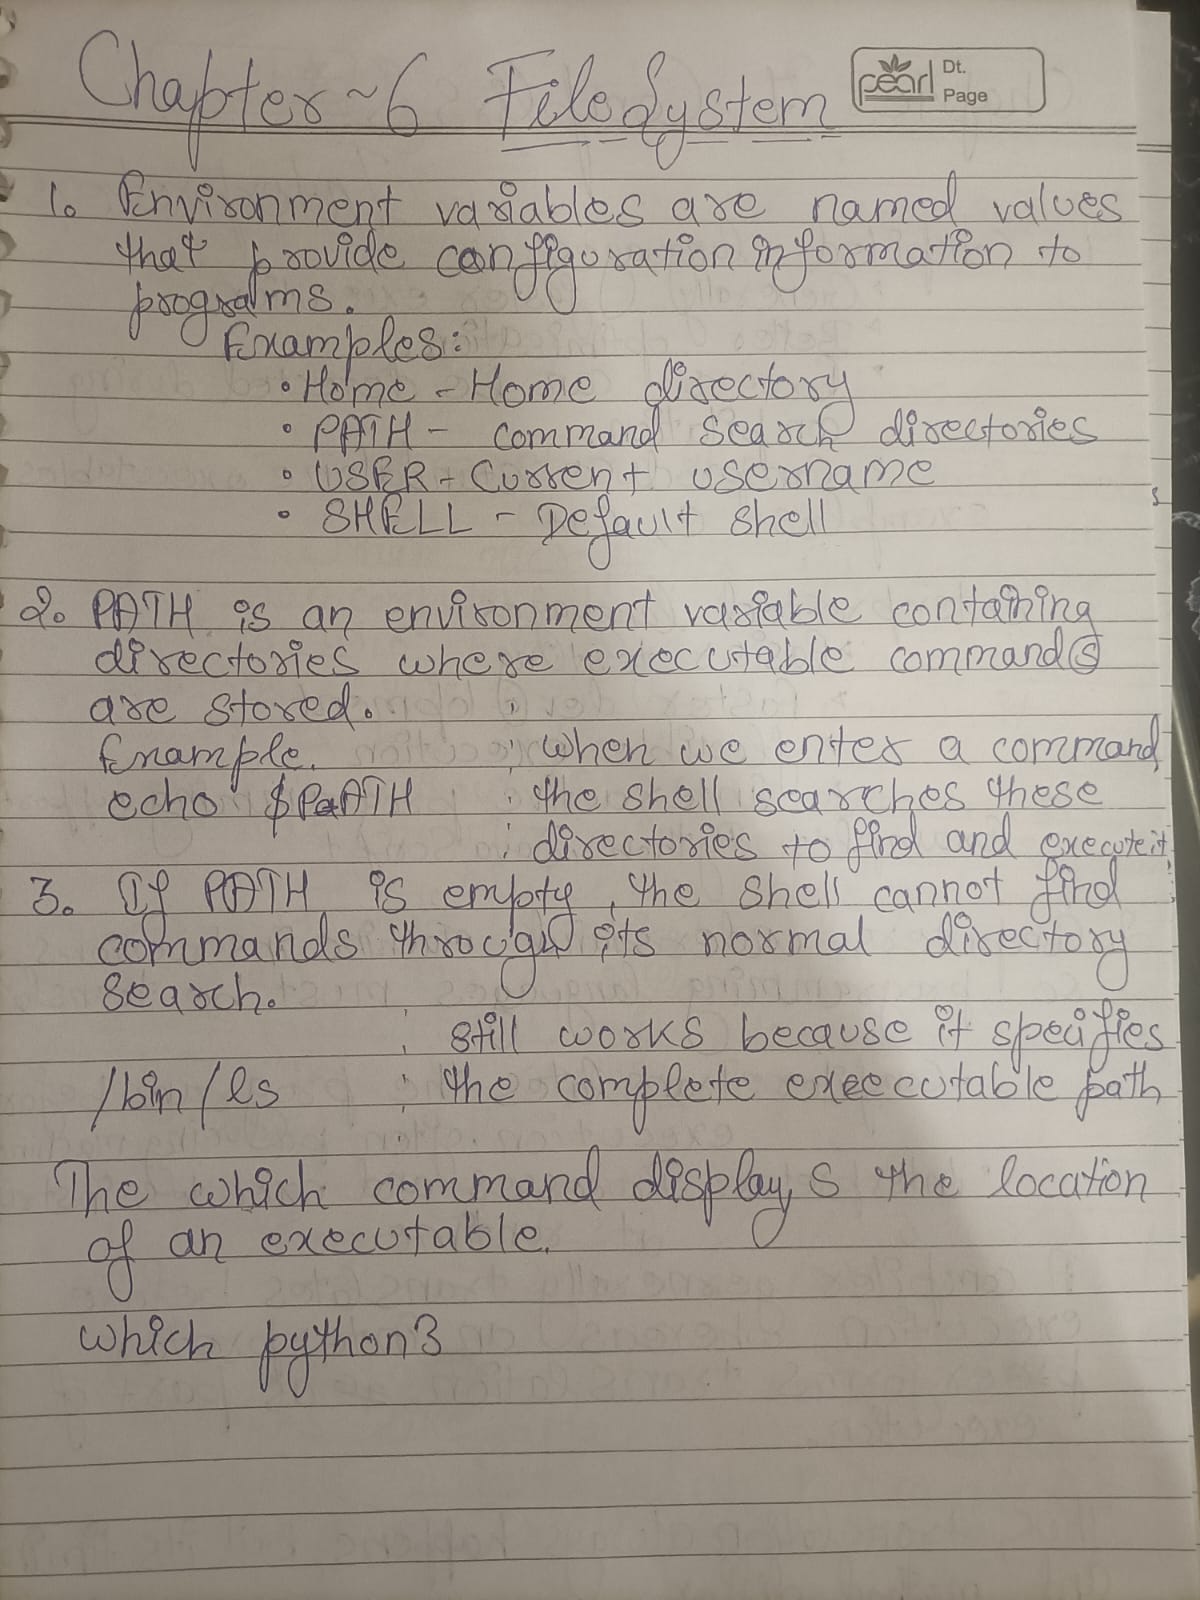 Chapter ~ 6 File System
pearl Dt.
Page
1. Environment variables are named values
that provide configuration information to
programs.
Examples:
• Home - Home directory
• PATH - command search directories
• USER - Current username
• SHELL - Default shell
2. PATH is an environment variable containing
directories where executable commands
are stored.
Example. : when we enter a command,
echo $PaATH : the shell searches these
: directories to find and execute it.
3. If PATH is empty, the shell cannot find
commands through its normal directory
search.
still works because it specifies
/bin/ls : the complete exeecutable path
The which command display,s the location
of an executable.
which python3